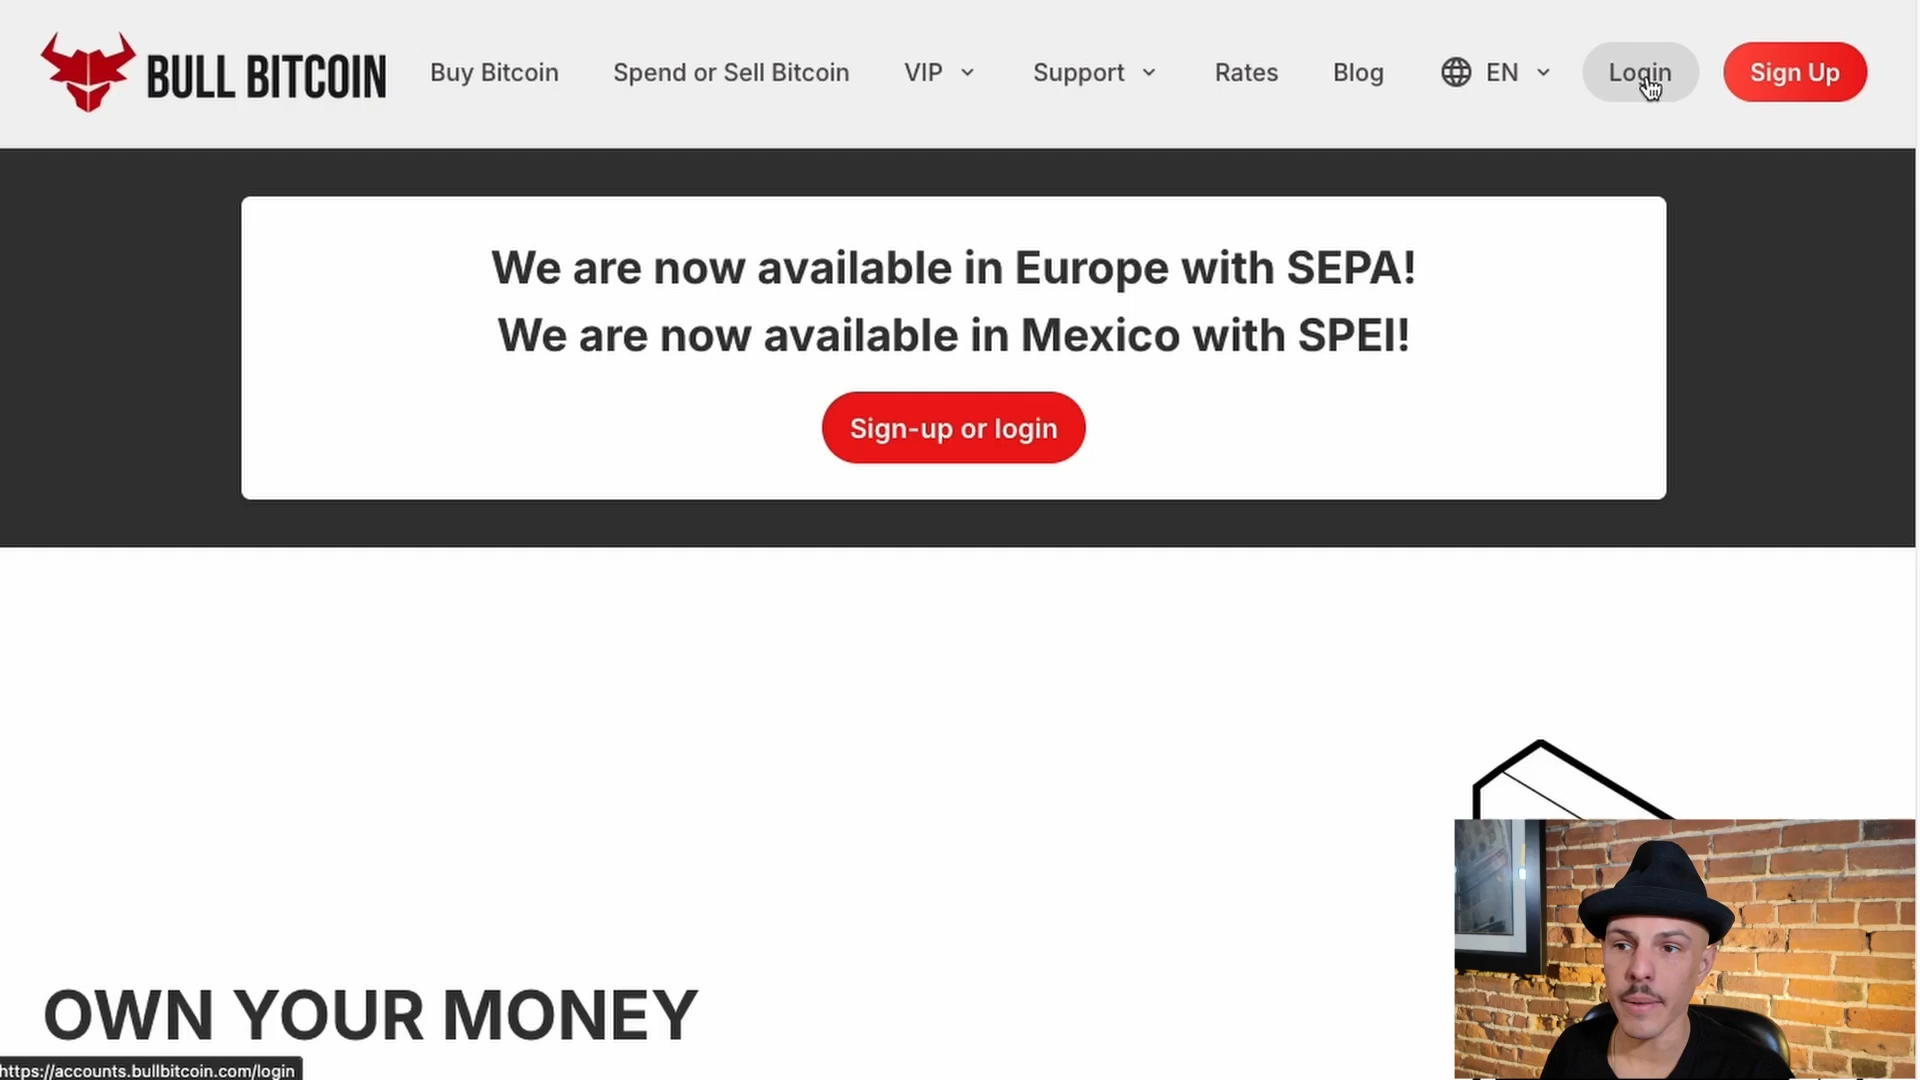 BULL BITCOIN
Buy Bitcoin
Spend or Sell Bitcoin
VIP
Support
Rates
Blog
EN
Login
Sign Up
We are now available in Europe with SEPA!
We are now available in Mexico with SPEI!
Sign-up or login
OWN YOUR MONEY
https://accounts.bullbitcoin.com/login